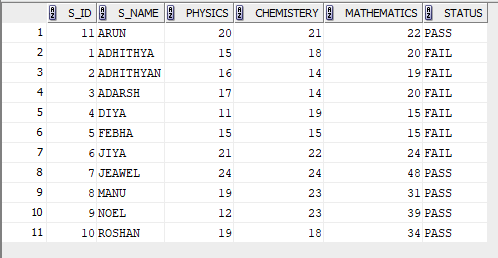 S_ID S_NAME PHYSICS CHEMISTERY MATHEMATICS STATUS
1 11 ARUN 20 21 22 PASS
2 1 ADHITHYA 15 18 20 FAIL
3 2 ADHITHYAN 16 14 19 FAIL
4 3 ADARSH 17 14 20 FAIL
5 4 DIYA 11 19 15 FAIL
6 5 FEBHA 15 15 15 FAIL
7 6 JIYA 21 22 24 FAIL
8 7 JEAWEL 24 24 48 PASS
9 8 MANU 19 23 31 PASS
10 9 NOEL 12 23 39 PASS
11 10 ROSHAN 19 18 34 PASS